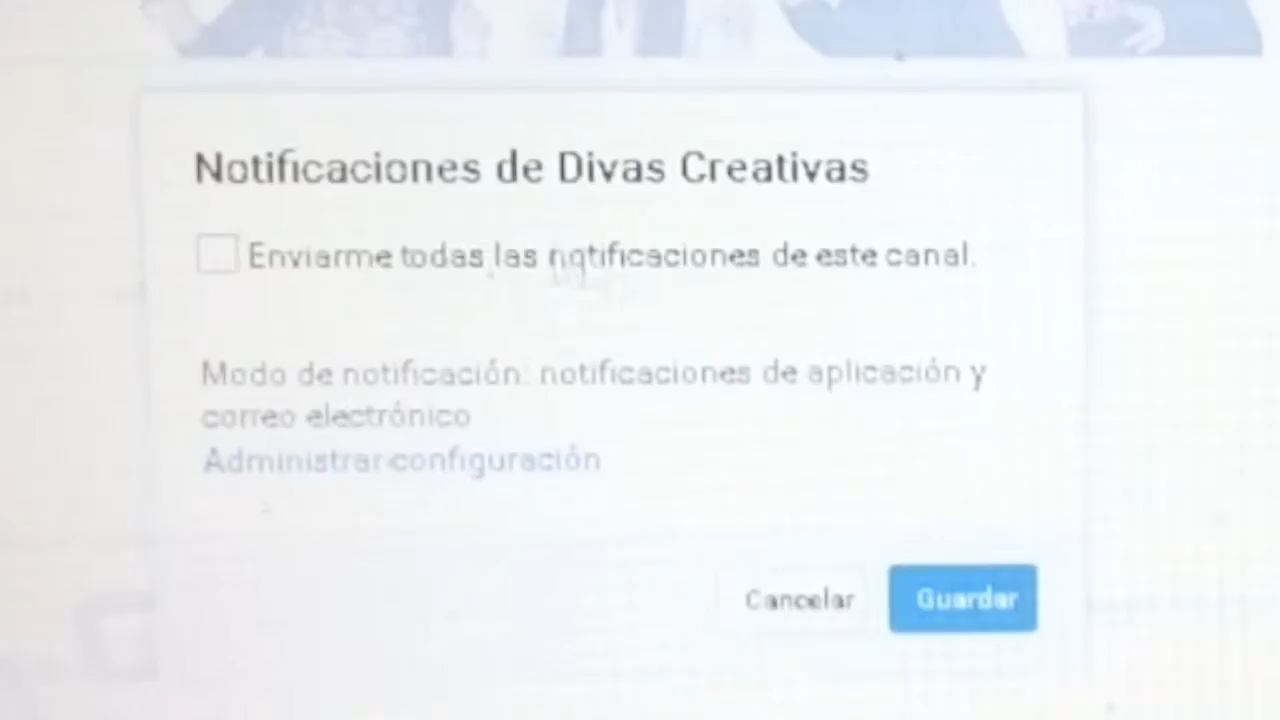 Notificaciones de Divas Creativas
Enviarme todas las notificaciones de este canal.
Modo de notificación: notificaciones de aplicación y
correo electrónico
Administrar configuración
Cancelar
Guardar